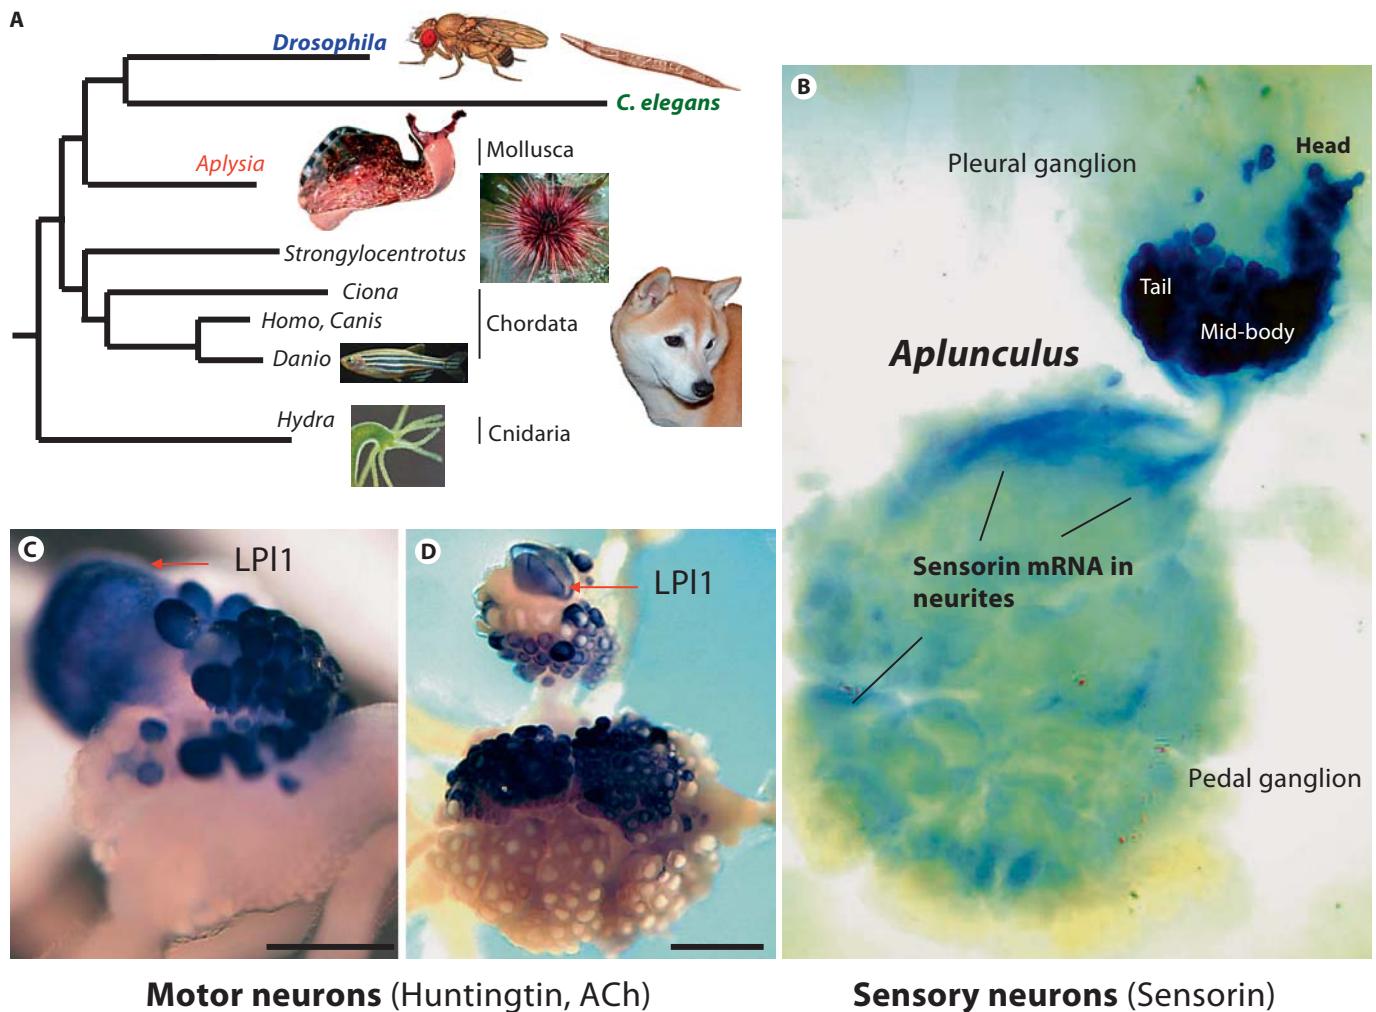 A
Drosophila
C. elegans
Aplysia
Mollusca
Strongylocentrotus
Ciona
Homo, Canis
Chordata
Danio
Hydra
Cnidaria
B
Pleural ganglion
Head
Tail
Mid-body
Aplunculus
Sensorin mRNA in
neurites
Pedal ganglion
C
LPl1
D
LPl1
Motor neurons (Huntingtin, ACh)
Sensory neurons (Sensorin)